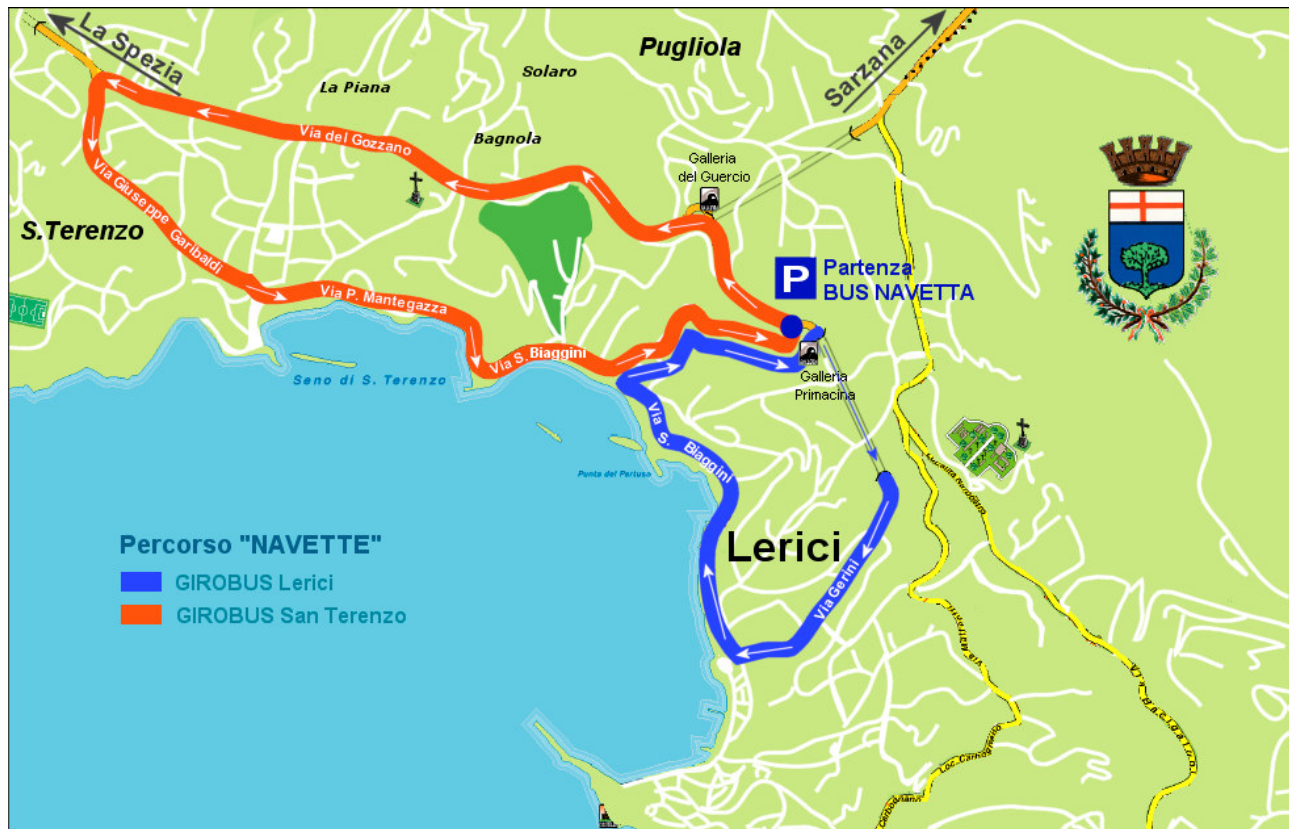 La Spezia
Pugliola
Sarzana
Solaro
La Piana
Bagnola
Via del Gozzano
Galleria
del Guercio
Via Giuseppe Garibaldi
S.Terenzo
P
Partenza
BUS NAVETTA
Via P. Mantegazza
Via S. Biaggini
Seno di S. Terenzo
Galleria
Primacina
Via S. Biaggini
Punta del Pertuso
Lerici
Via Gerini
Percorso "NAVETTE"
GIROBUS Lerici
GIROBUS San Terenzo
Loc. Carnognano